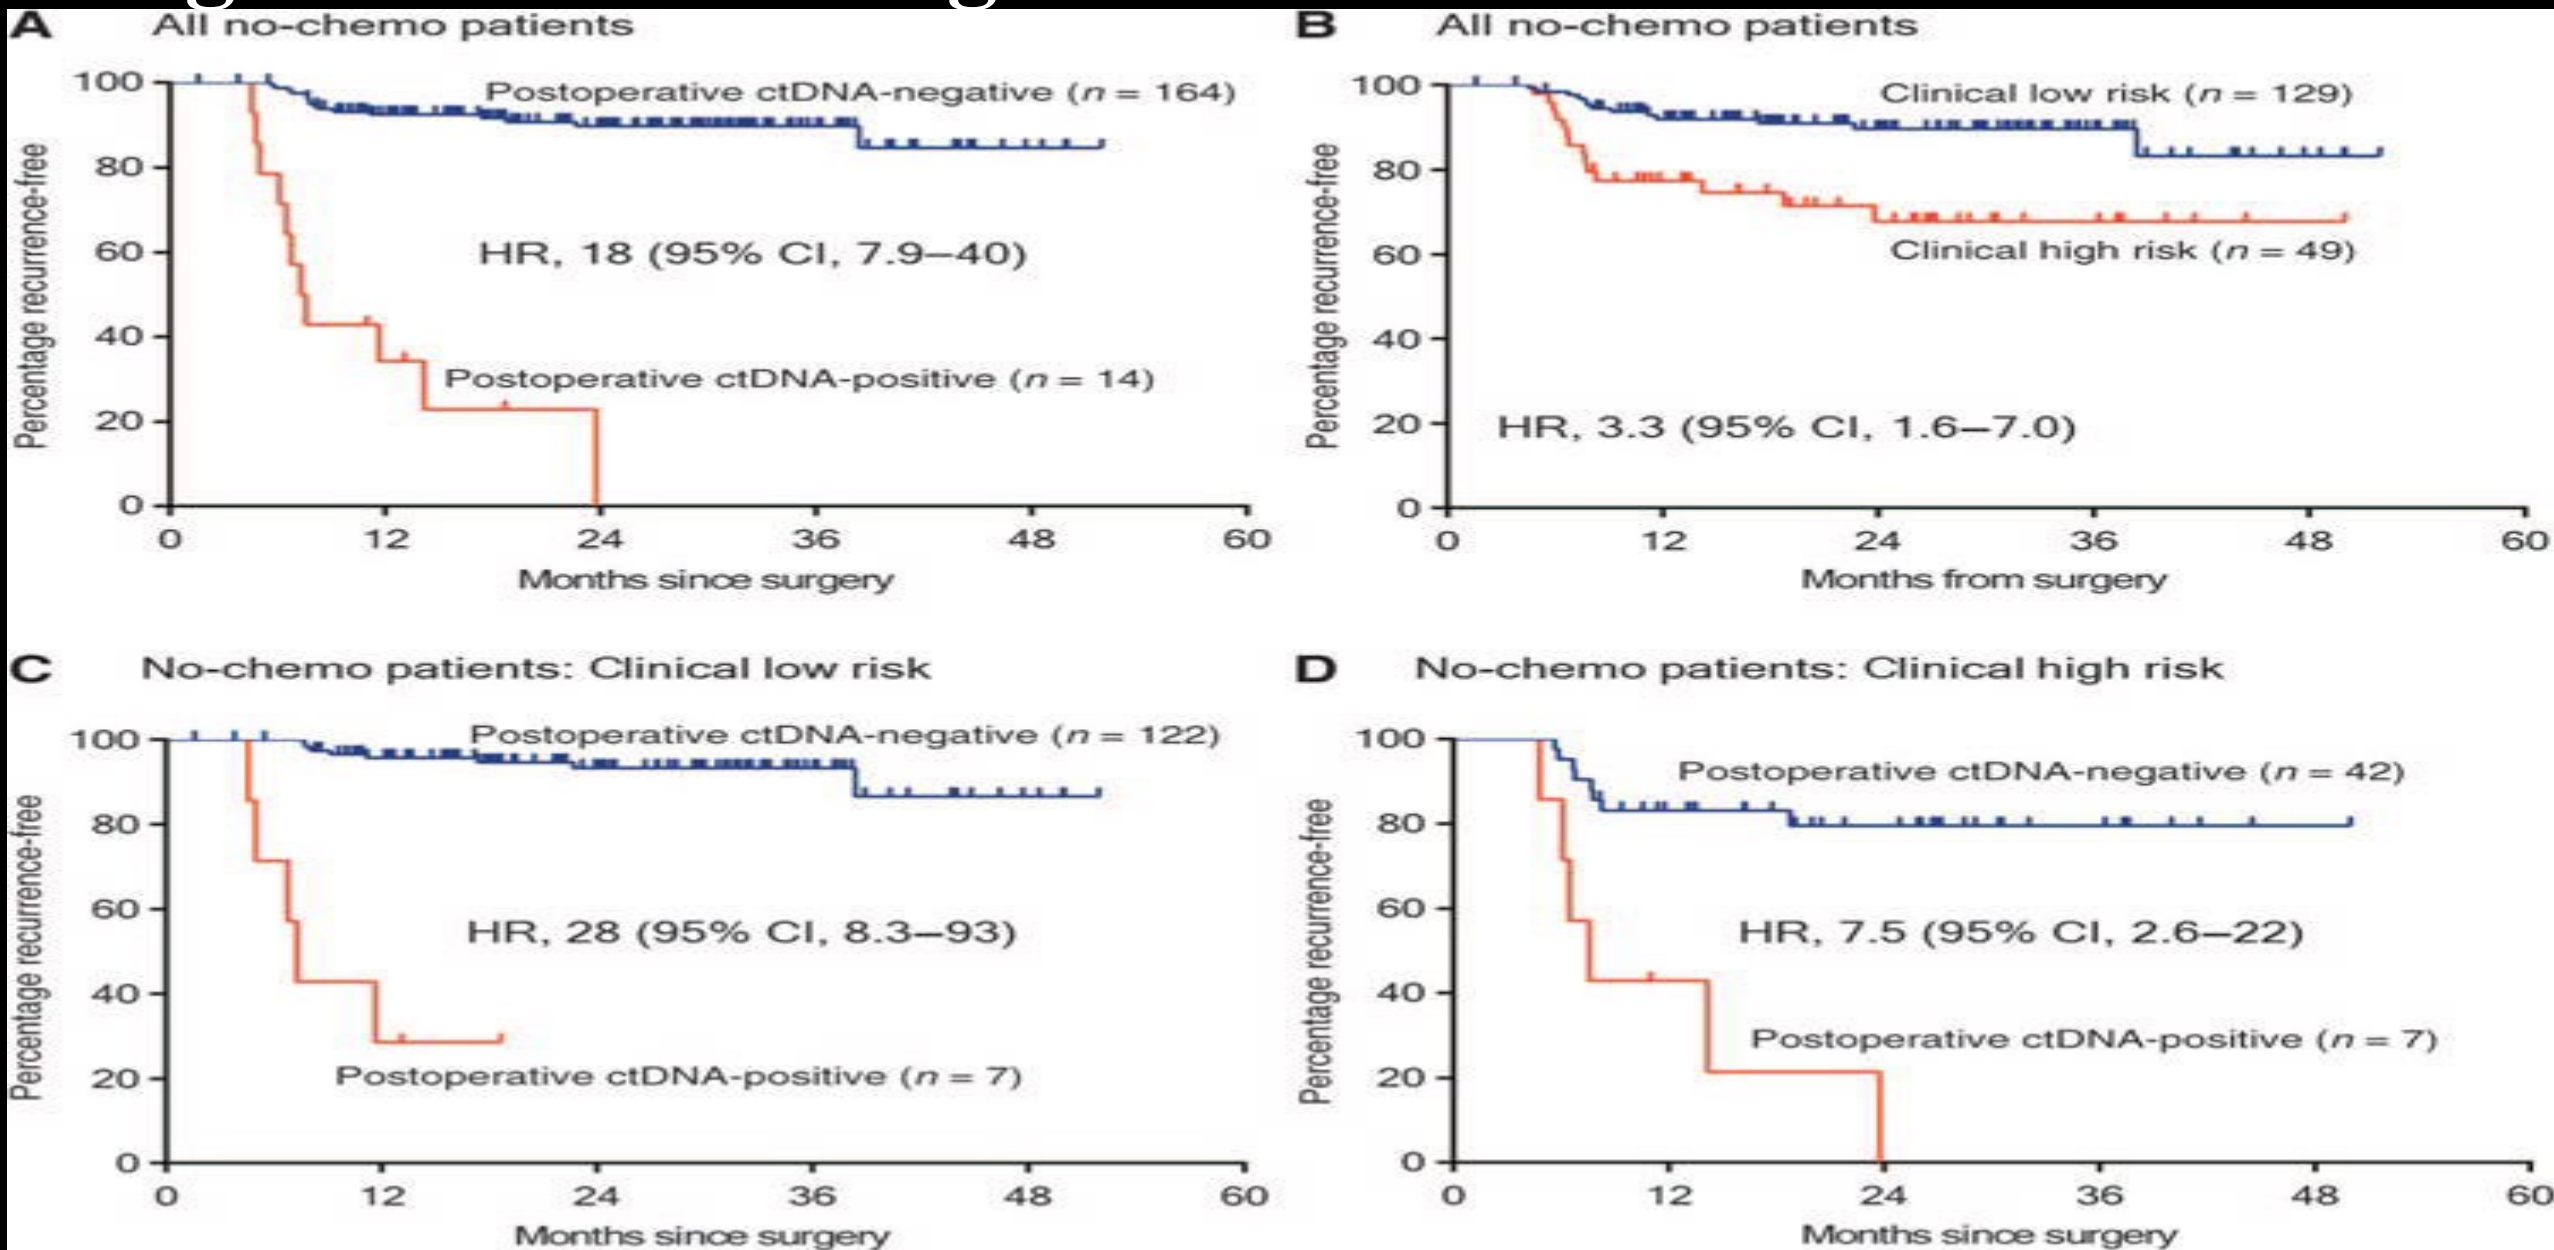 A All no-chemo patients
100
80
60
40
20
0
Percentage recurrence-free
Postoperative ctDNA-negative (n = 164)
HR, 18 (95% CI, 7.9–40)
Postoperative ctDNA-positive (n = 14)
0 12 24 36 48 60
Months since surgery
B All no-chemo patients
100
80
60
40
20
0
Percentage recurrence-free
Clinical low risk (n = 129)
Clinical high risk (n = 49)
HR, 3.3 (95% CI, 1.6–7.0)
0 12 24 36 48 60
Months from surgery
C No-chemo patients: Clinical low risk
100
80
60
40
20
0
Percentage recurrence-free
Postoperative ctDNA-negative (n = 122)
HR, 28 (95% CI, 8.3–93)
Postoperative ctDNA-positive (n = 7)
0 12 24 36 48 60
Months since surgery
D No-chemo patients: Clinical high risk
100
80
60
40
20
0
Percentage recurrence-free
Postoperative ctDNA-negative (n = 42)
HR, 7.5 (95% CI, 2.6–22)
Postoperative ctDNA-positive (n = 7)
0 12 24 36 48 60
Months since surgery